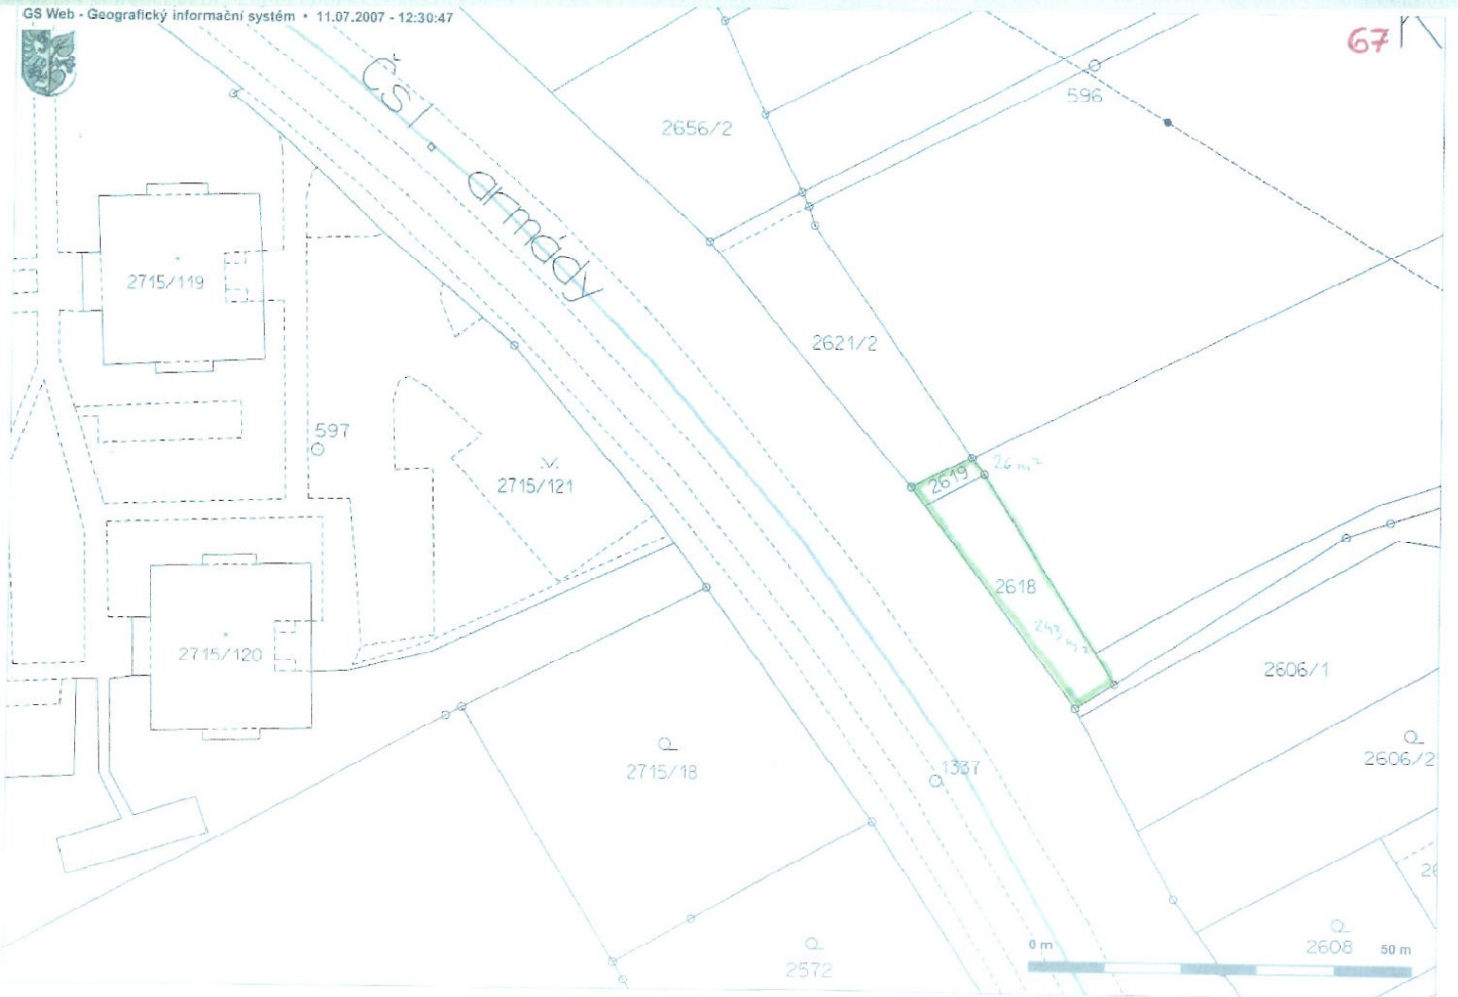 GS Web - Geografický informační systém • 11.07.2007 - 12:30:47
67
ČSl armády
596
2656/2
2715/119
2621/2
597
2715/121
2619
26 m²
2618
243 m²
2715/120
2606/1
2715/18
1337
2606/2
2608
2572
0 m
50 m